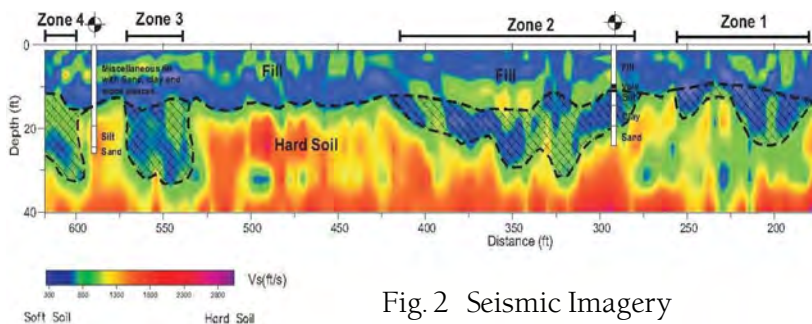 Zone 4 Zone 3 Zone 2 Zone 1
0
10
20
40
Depth (ft)
Miscellaneous fill
with Sand, clay and
Fill
Silt
Sand
Hard Soil
Fill
Fill
Clay
Sand
600 550 500 450 400 350 300 250 200
Distance (ft)
Vs(ft/s)
Soft Soil Hard Soil
Fig. 2 Seismic Imagery